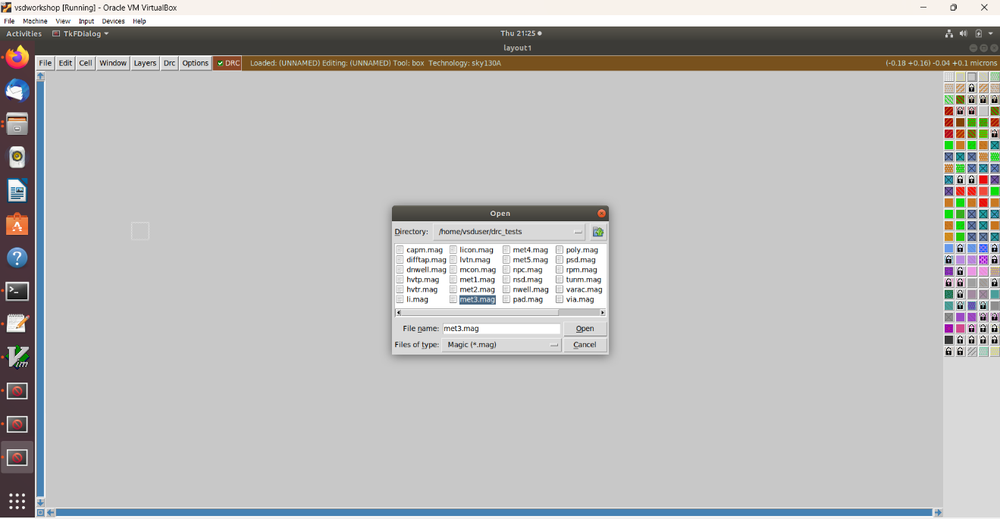 vsdworkshop [Running] - Oracle VM VirtualBox
File Machine View Input Devices Help
Activities TkFDialog Thu 21:25
layout1
File Edit Cell Window Layers Drc Options DRC Loaded: (UNNAMED) Editing: (UNNAMED) Tool: box Technology: sky130A (-0.18 +0.16) -0.04 +0.1 microns
Open
Directory: /home/vsduser/drc_tests
capm.mag licon.mag met4.mag poly.mag
difftap.mag lvtn.mag met5.mag psd.mag
dnwell.mag mcon.mag npc.mag rpm.mag
hvtp.mag met1.mag nsd.mag tunm.mag
hvtr.mag met2.mag nwell.mag varac.mag
li.mag met3.mag pad.mag via.mag
File name: met3.mag Open
Files of type: Magic (*.mag) Cancel